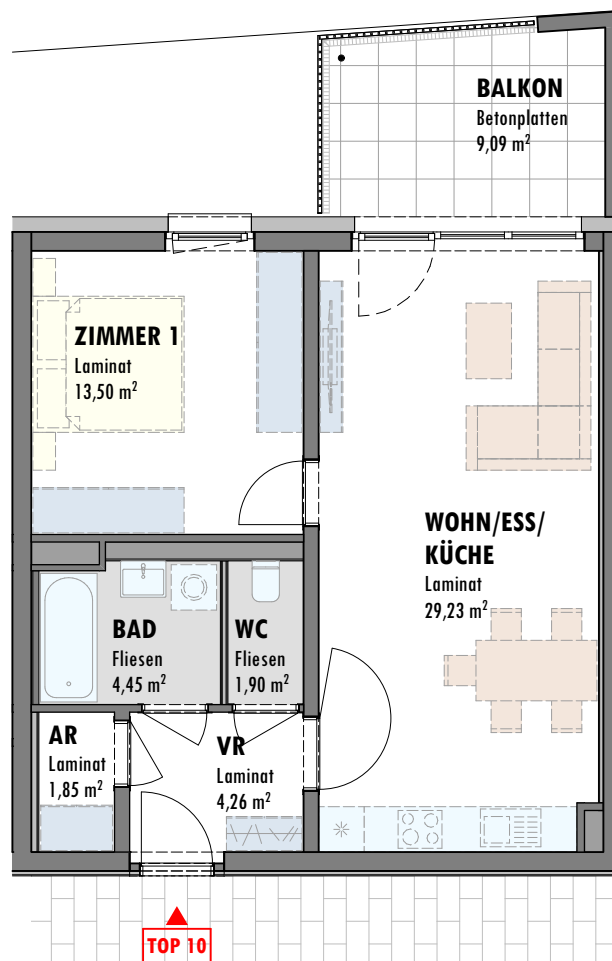 BALKON
Betonplatten
9,09 m²
ZIMMER 1
Laminat
13,50 m²
WOHN/ESS/
KÜCHE
Laminat
29,23 m²
BAD
Fliesen
4,45 m²
WC
Fliesen
1,90 m²
AR
Laminat
1,85 m²
VR
Laminat
4,26 m²
TOP 10